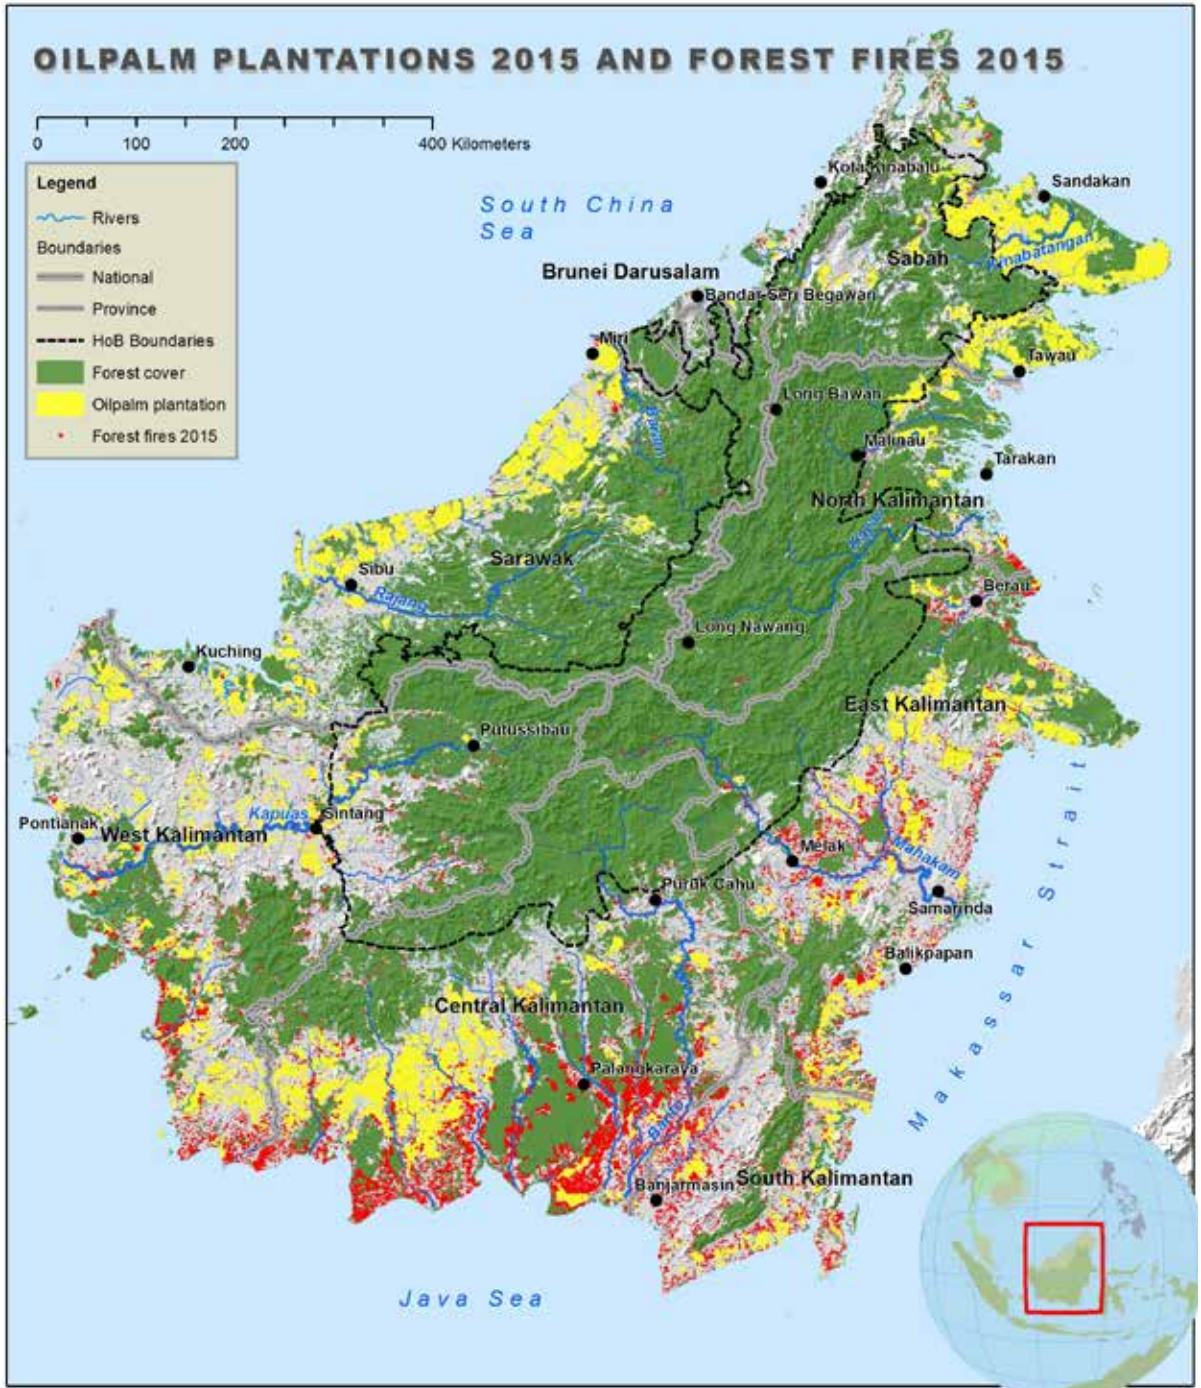 OILPALM PLANTATIONS 2015 AND FOREST FIRES 2015
0 100 200 400 Kilometers
Legend
Rivers
Boundaries
National
Province
HoB Boundaries
Forest cover
Oilpalm plantation
Forest fires 2015
South China
Sea
Kota Kinabalu
Sandakan
Sabah
Kinabatangan
Brunei Darusalam
Bandar Seri Begawan
Miri
Tawau
Long Bawan
Baram
Malinau
Tarakan
North Kalimantan
Kayan
Sarawak
Sibu
Rajang
Berau
Long Nawang
Kuching
East Kalimantan
Putussibau
Kapuas
Sintang
Pontianak
West Kalimantan
Melak
Mahakam
Puruk Cahu
Samarinda
Balikpapan
Makassar Strait
Central Kalimantan
Palangkaraya
Barito
Banjarmasin
South Kalimantan
Java Sea